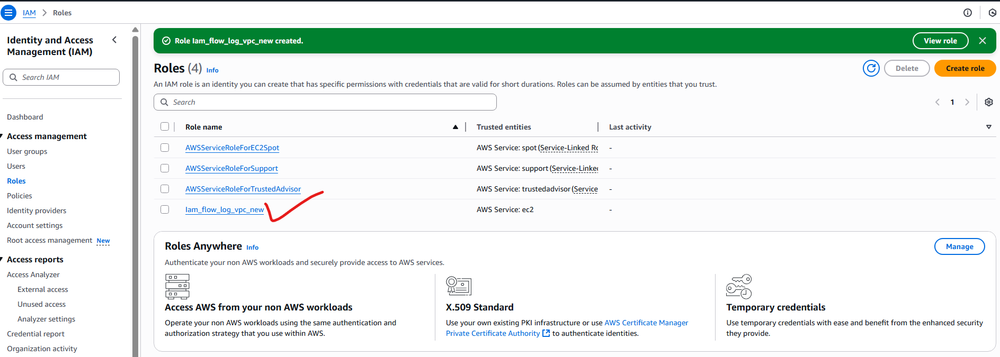 IAM > Roles
Identity and Access
Management (IAM)
Search IAM
Dashboard
Access management
User groups
Users
Roles
Policies
Identity providers
Account settings
Root access management New
Access reports
Access Analyzer
External access
Unused access
Analyzer settings
Credential report
Organization activity
Role Iam_flow_log_vpc_new created.
View role
Roles (4) Info
Delete
Create role
An IAM role is an identity you can create that has specific permissions with credentials that are valid for short durations. Roles can be assumed by entities that you trust.
Search
1
Role name
Trusted entities
Last activity
AWSServiceRoleForEC2Spot AWS Service: spot (Service-Linked Ro -
AWSServiceRoleForSupport AWS Service: support (Service-Linked -
AWSServiceRoleForTrustedAdvisor AWS Service: trustedadvisor (Service -
Iam_flow_log_vpc_new AWS Service: ec2 -
Roles Anywhere Info
Manage
Authenticate your non AWS workloads and securely provide access to AWS services.
Access AWS from your non AWS workloads
Operate your non AWS workloads using the same authentication and
authorization strategy that you use within AWS.
X.509 Standard
Use your own existing PKI infrastructure or use AWS Certificate Manager
Private Certificate Authority to authenticate identities.
Temporary credentials
Use temporary credentials with ease and benefit from the enhanced security
they provide.